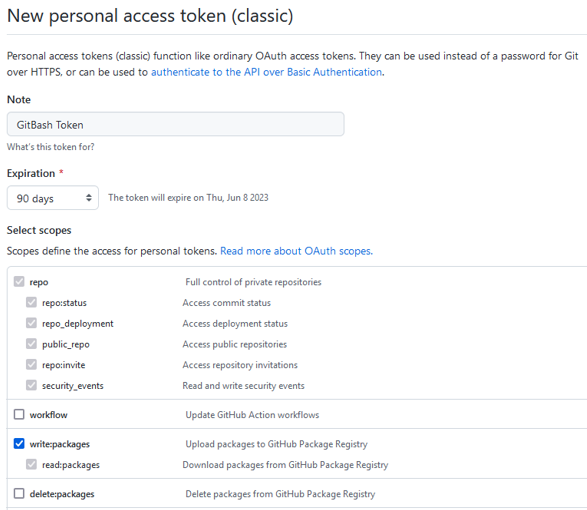 New personal access token (classic)
Personal access tokens (classic) function like ordinary OAuth access tokens. They can be used instead of a password for Git
over HTTPS, or can be used to authenticate to the API over Basic Authentication.
Note
GitBash Token
What's this token for?
Expiration *
90 days The token will expire on Thu, Jun 8 2023
Select scopes
Scopes define the access for personal tokens. Read more about OAuth scopes.
repo Full control of private repositories
repo:status Access commit status
repo_deployment Access deployment status
public_repo Access public repositories
repo:invite Access repository invitations
security_events Read and write security events
workflow Update GitHub Action workflows
write:packages Upload packages to GitHub Package Registry
read:packages Download packages from GitHub Package Registry
delete:packages Delete packages from GitHub Package Registry